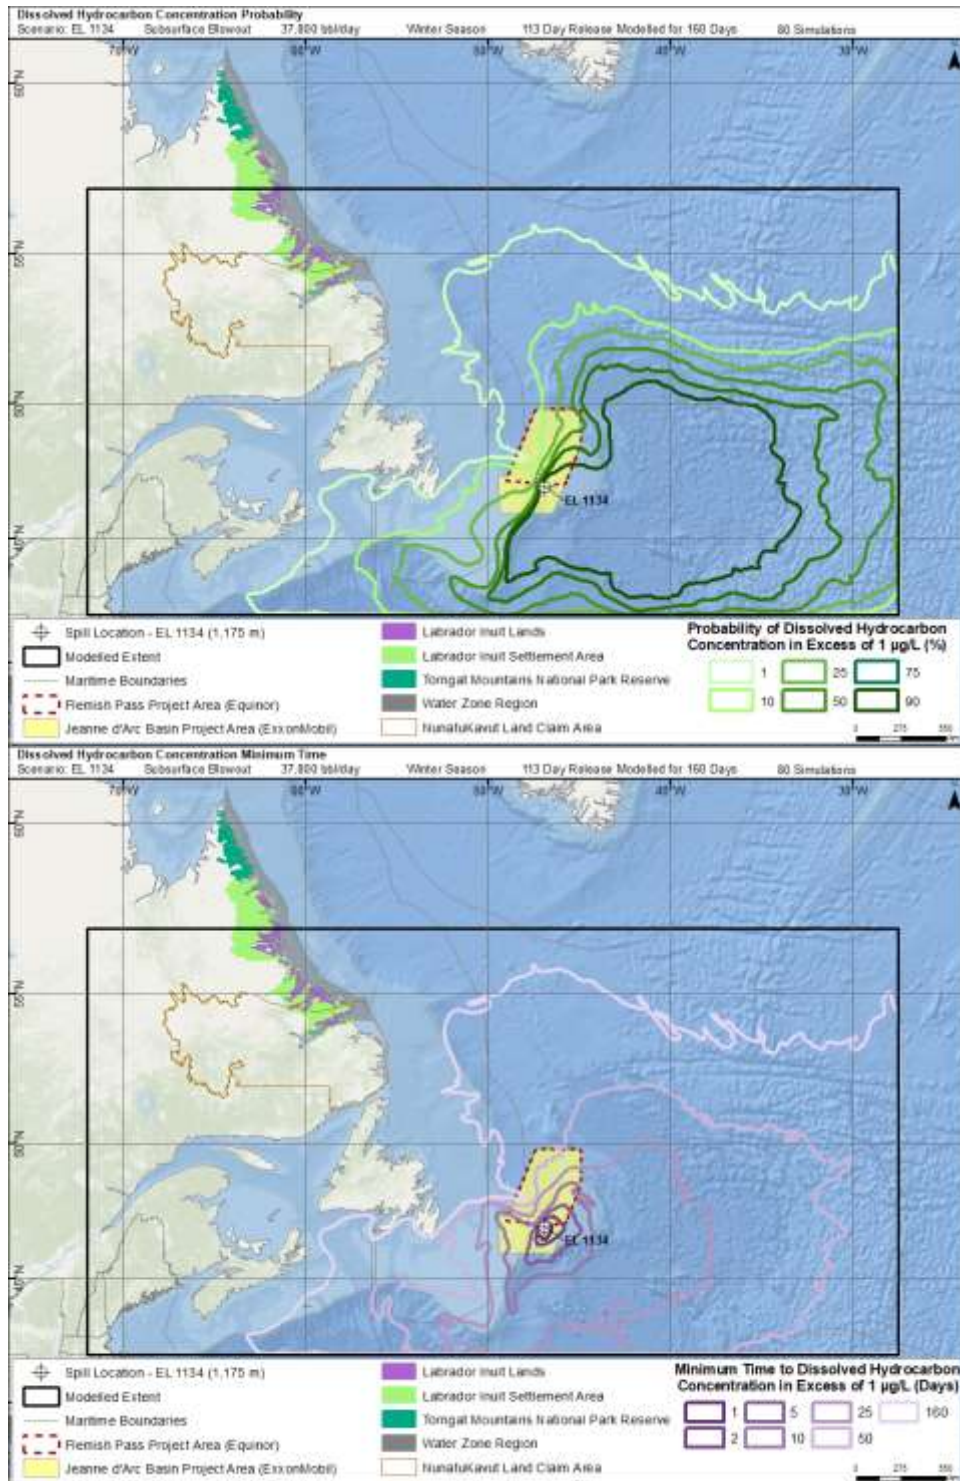 Dissolved Hydrocarbon Concentration Probability
Scenario: EL 1134 Subsurface Blowout 37,800 bbl/day Winter Season 113 Day Release Modelled for 160 Days 80 Simulations
70°W 50°W 40°W 30°W
60°N
55°N
50°N
45°N
EL 1134
Spill Location - EL 1134 (1,175 m)
Modelled Extent
Maritime Boundaries
Flemish Pass Project Area (Equinor)
Jeanne d'Arc Basin Project Area (ExxonMobil)
Labrador Inuit Lands
Labrador Inuit Settlement Area
Torngat Mountains National Park Reserve
Water Zone Region
NunatuKavut Land Claim Area
Probability of Dissolved Hydrocarbon
Concentration in Excess of 1 µg/L (%)
1 25 75
10 50 90
0 275 550
Dissolved Hydrocarbon Concentration Minimum Time
Scenario: EL 1134 Subsurface Blowout 37,800 bbl/day Winter Season 113 Day Release Modelled for 160 Days 80 Simulations
70°W 60°W 50°W 40°W 30°W
60°N
55°N
50°N
45°N
EL 1134
Spill Location - EL 1134 (1,175 m)
Modelled Extent
Maritime Boundaries
Flemish Pass Project Area (Equinor)
Jeanne d'Arc Basin Project Area (ExxonMobil)
Labrador Inuit Lands
Labrador Inuit Settlement Area
Torngat Mountains National Park Reserve
Water Zone Region
NunatuKavut Land Claim Area
Minimum Time to Dissolved Hydrocarbon
Concentration in Excess of 1 µg/L (Days)
1 5 25 160
2 10 50
0 275 550